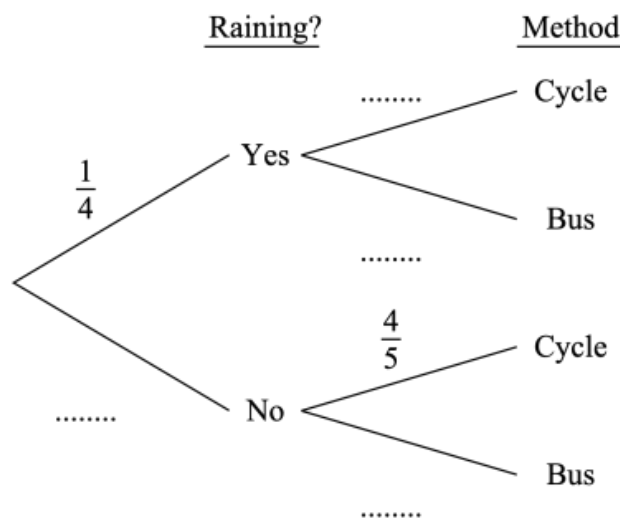 Raining? Method
........ Cycle
1/4 Yes
Bus
........
4/5 Cycle
........ No
Bus
........